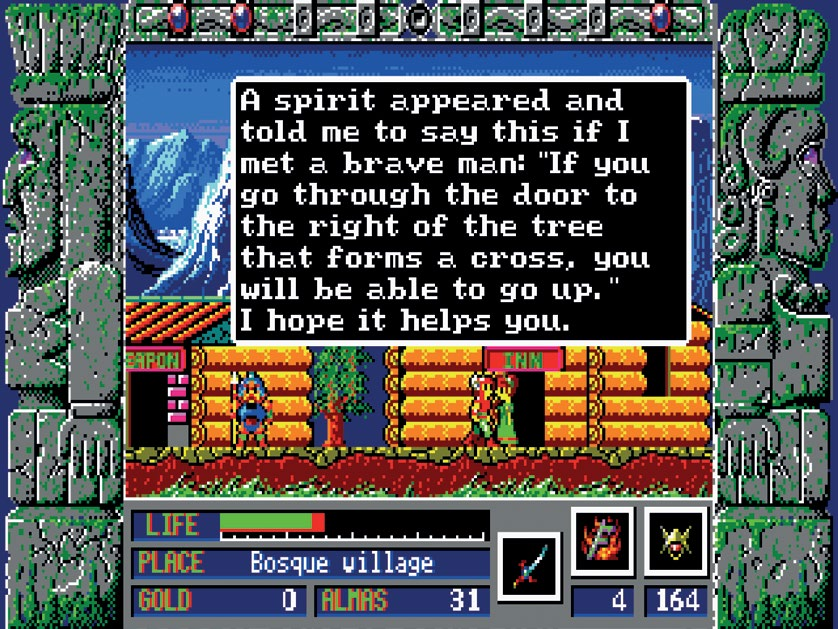 A spirit appeared and
told me to say this if I
met a brave man: "If you
go through the door to
the right of the tree
that forms a cross, you
will be able to go up."
I hope it helps you.
EAPON
INN
LIFE
PLACE Bosque village
GOLD 0 ALMAS 31 4 164